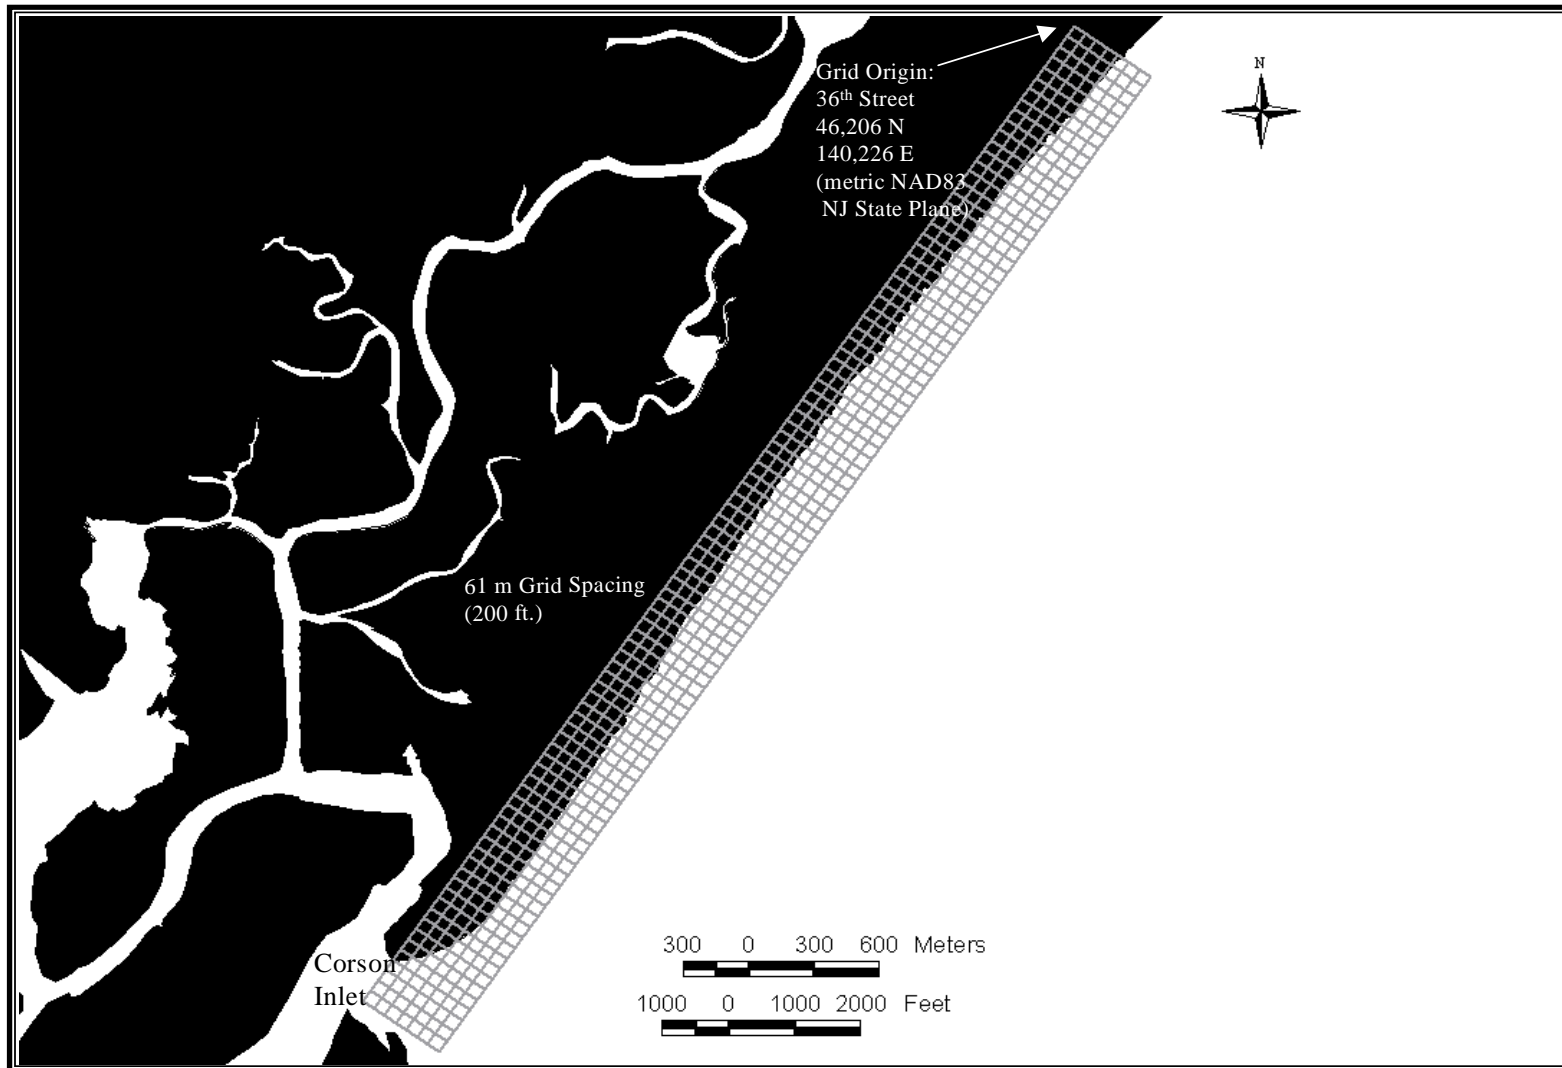 N
Grid Origin:
36th Street
46,206 N
140,226 E
(metric NAD83
NJ State Plane)
61 m Grid Spacing
(200 ft.)
Corson
Inlet
300 0 300 600 Meters
1000 0 1000 2000 Feet